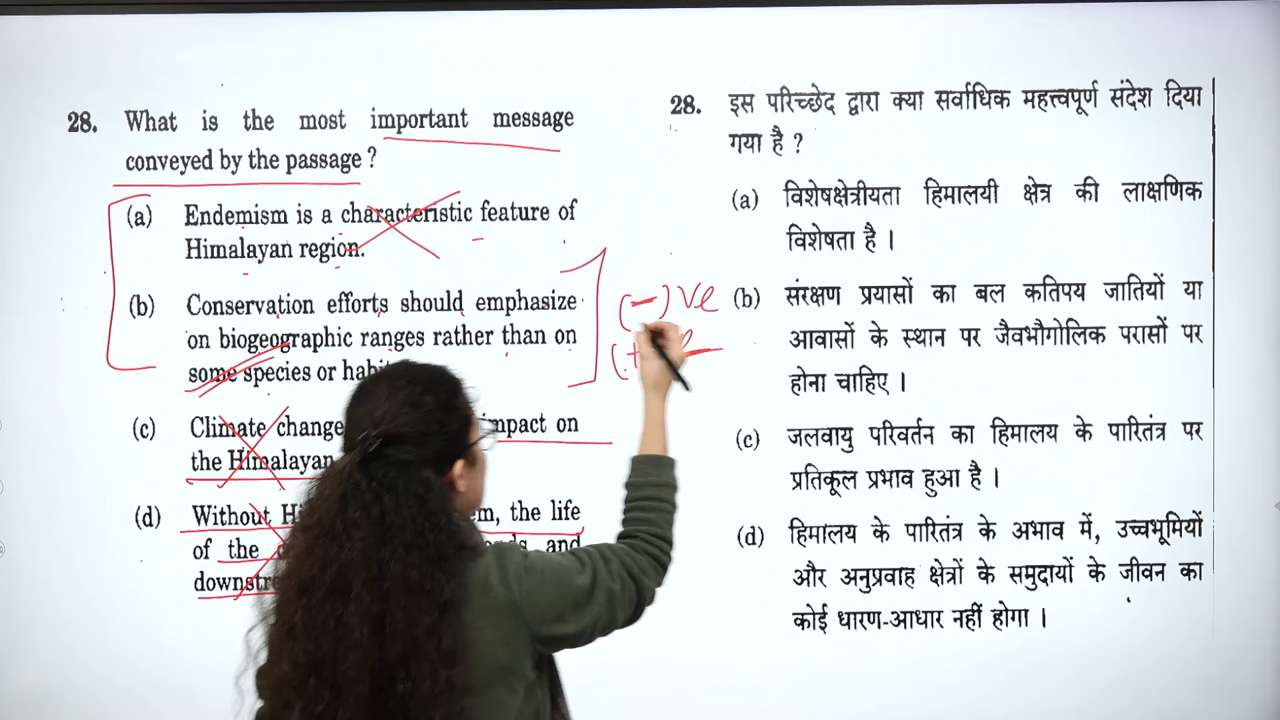 28. What is the most important message
conveyed by the passage ?
(a) Endemism is a characteristic feature of
Himalayan region.
(b) Conservation efforts should emphasize
on biogeographic ranges rather than on
some species or
(c) Climate change impact on
the Himalayan
(d) Without the life
of the and
(-) ve
28. इस परिच्छेद द्वारा क्या सर्वाधिक महत्त्वपूर्ण संदेश दिया
गया है ?
(a) विशेषक्षेत्रीयता हिमालयी क्षेत्र की लाक्षणिक
विशेषता है ।
(b) संरक्षण प्रयासों का बल कतिपय जातियों या
आवासों के स्थान पर जैवभौगोलिक परासों पर
होना चाहिए ।
(c) जलवायु परिवर्तन का हिमालय के पारितंत्र पर
प्रतिकूल प्रभाव हुआ है ।
(d) हिमालय के पारितंत्र के अभाव में, उच्चभूमियों
और अनुप्रवाह क्षेत्रों के समुदायों के जीवन का
कोई धारण-आधार नहीं होगा ।